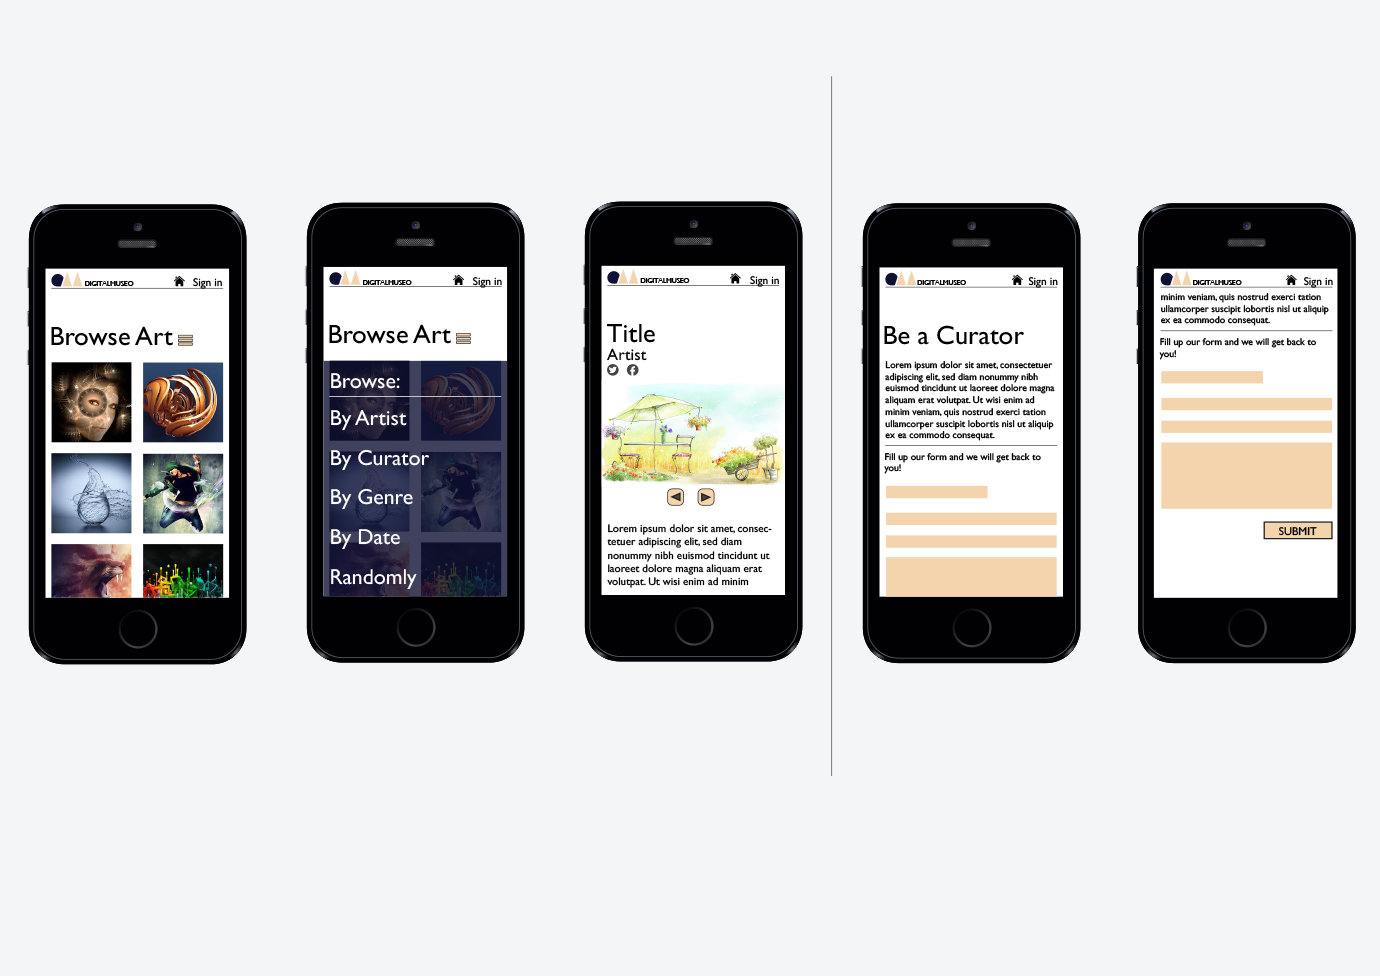 DIGITALMUSEO
Sign in
Browse Art
DIGITALMUSEO
Sign in
Browse Art
Browse:
By Artist
By Curator
By Genre
By Date
Randomly
DIGITALMUSEO
Sign in
Title
Artist
Lorem ipsum dolor sit amet, consec-
tetuer adipiscing elit, sed diam
nonummy nibh euismod tincidunt ut
laoreet dolore magna aliquam erat
volutpat. Ut wisi enim ad minim
DIGITALMUSEO
Sign in
Be a Curator
Lorem ipsum dolor sit amet, consectetuer
adipiscing elit, sed diam nonummy nibh
euismod tincidunt ut laoreet dolore magna
aliquam erat volutpat. Ut wisi enim ad
minim veniam, quis nostrud exerci tation
ullamcorper suscipit lobortis nisl ut aliquip
ex ea commodo consequat.
Fill up our form and we will get back to
you!
DIGITALMUSEO
Sign in
minim veniam, quis nostrud exerci tation
ullamcorper suscipit lobortis nisl ut aliquip
ex ea commodo consequat.
Fill up our form and we will get back to
you!
SUBMIT